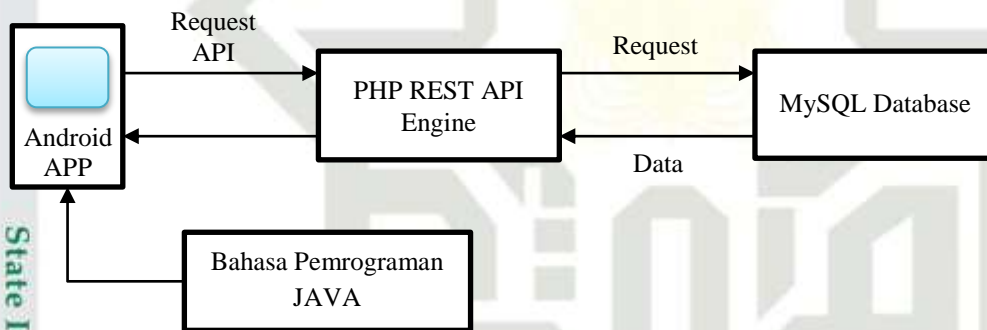 Request
API
Request
PHP REST API
Engine
MySQL Database
Android
APP
Data
Bahasa Pemrograman
JAVA
State